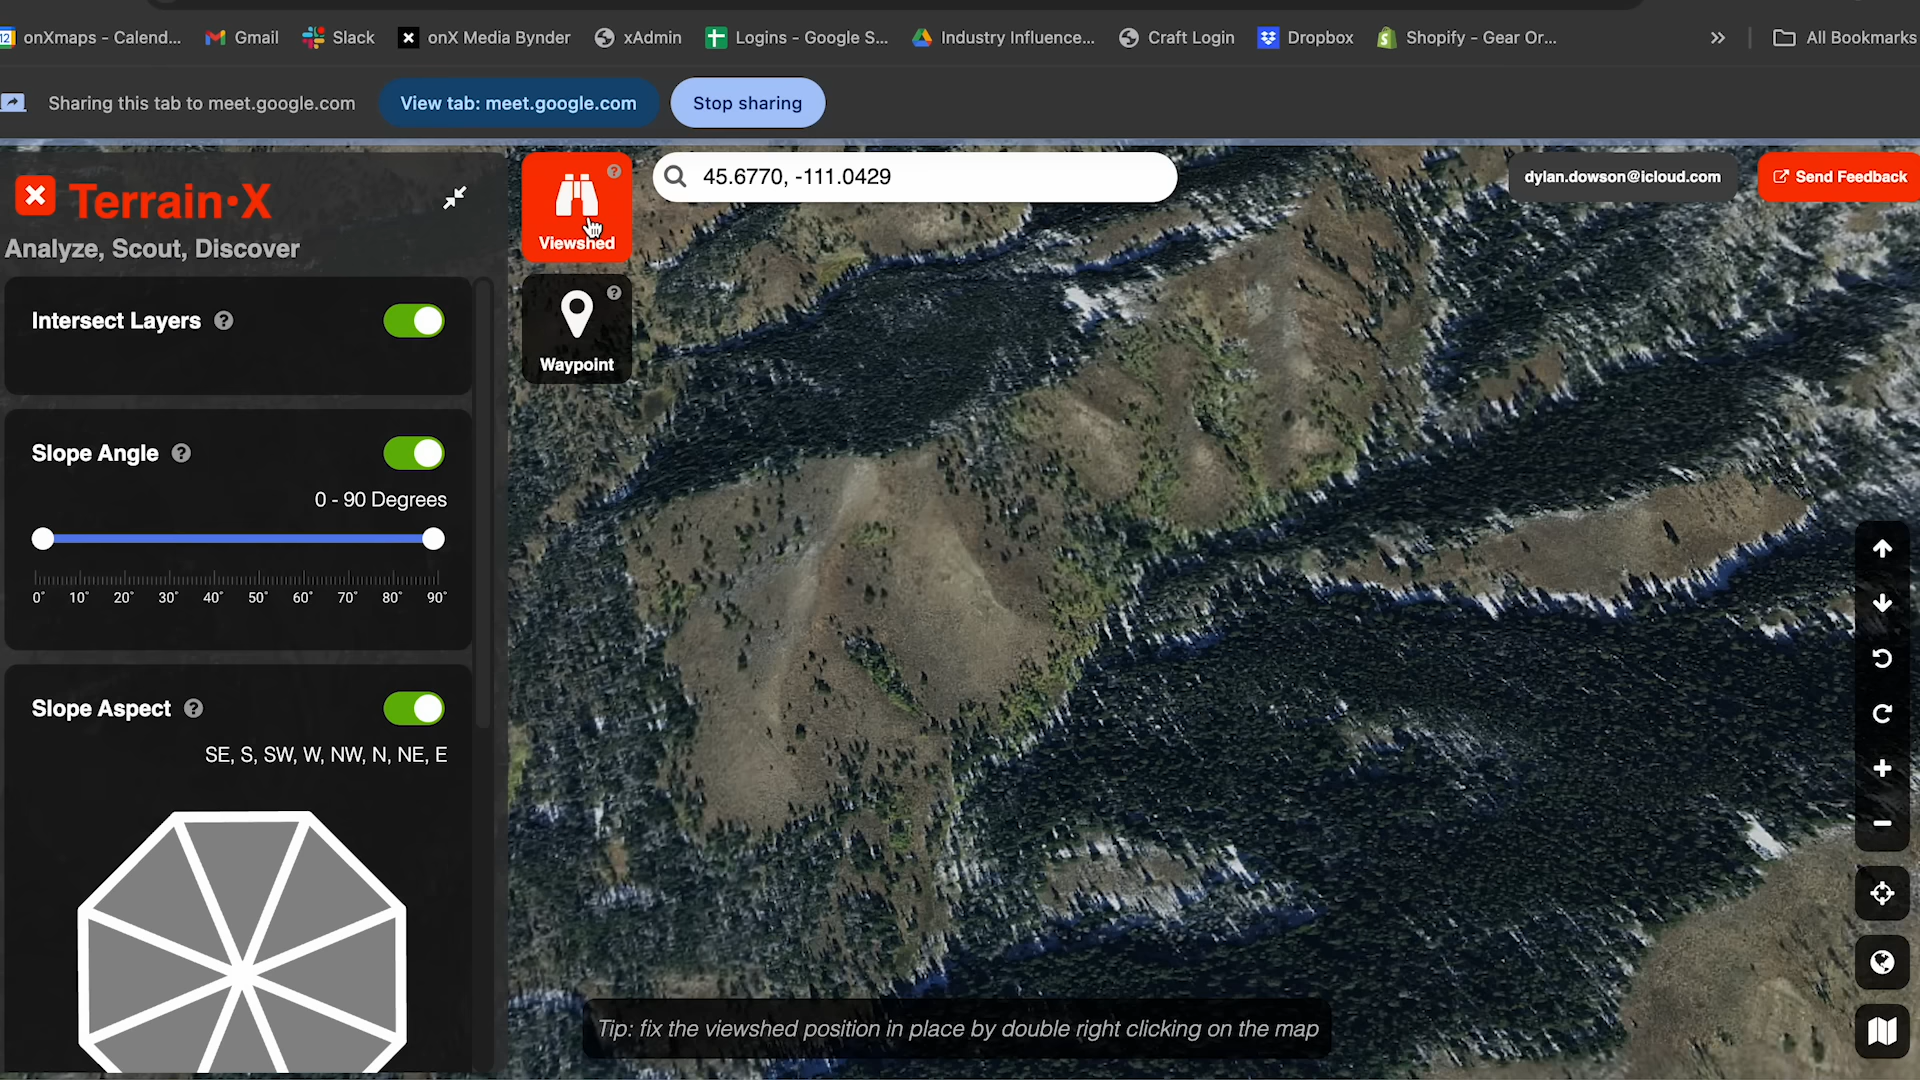 12 onXmaps - Calend... Gmail Slack onX Media Bynder xAdmin Logins - Google S... Industry Influence... Craft Login Dropbox Shopify - Gear Or... » All Bookmarks
Sharing this tab to meet.google.com View tab: meet.google.com Stop sharing
Terrain•X
Analyze, Scout, Discover
Viewshed ?
45.6770, -111.0429
dylan.dowson@icloud.com
Send Feedback
Waypoint ?
Intersect Layers ?
Slope Angle ?
0 - 90 Degrees
0° 10° 20° 30° 40° 50° 60° 70° 80° 90°
Slope Aspect ?
SE, S, SW, W, NW, N, NE, E
Tip: fix the viewshed position in place by double right clicking on the map